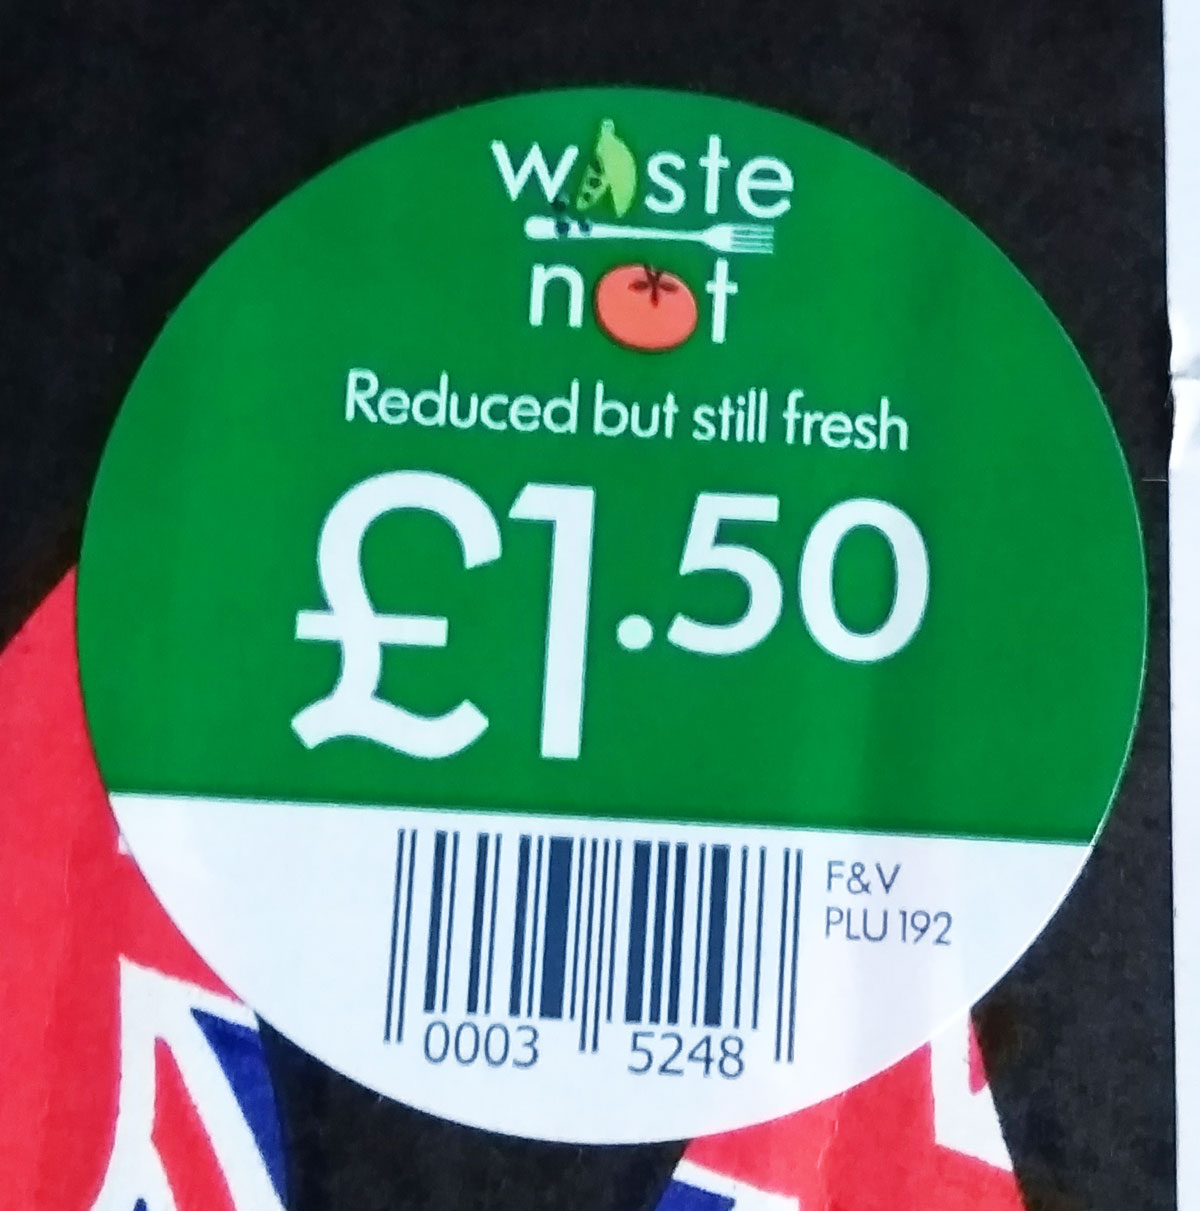 waste
not
Reduced but still fresh
£1.50
F&V
PLU 192
0003 5248